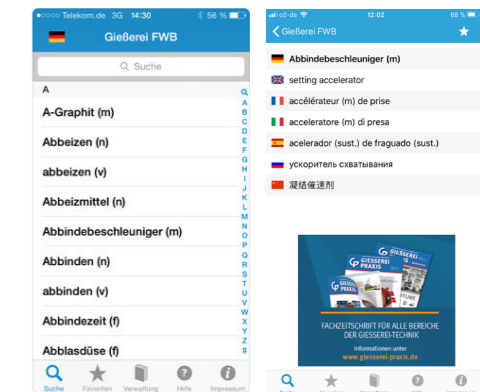 Telekom.de 3G 14:30 56 %
Gießerei FWB
Suche
A
A-Graphit (m)
Abbeizen (n)
abbeizen (v)
Abbeizmittel (n)
Abbindebeschleuniger (m)
Abbinden (n)
abbinden (v)
Abbindezeit (f)
Abblasdüse (f)
A
B
C
D
E
F
G
H
I
J
K
L
M
N
O
P
Q
R
S
T
U
V
W
X
Y
Z
#
Suche Favoriten Verwaltung Hilfe Impressum
o2-de 12:02 68 %
Gießerei FWB
Abbindebeschleuniger (m)
setting accelerator
accélérateur (m) de prise
acceleratore (m) di presa
acelerador (sust.) de fraguado (sust.)
ускоритель схватывания
凝结催速剂
GIESSEREI
PRAXIS
FACHZEITSCHRIFT FÜR ALLE BEREICHE
DER GIESSEREI-TECHNIK
Informationen unter
www.giesserei-praxis.de